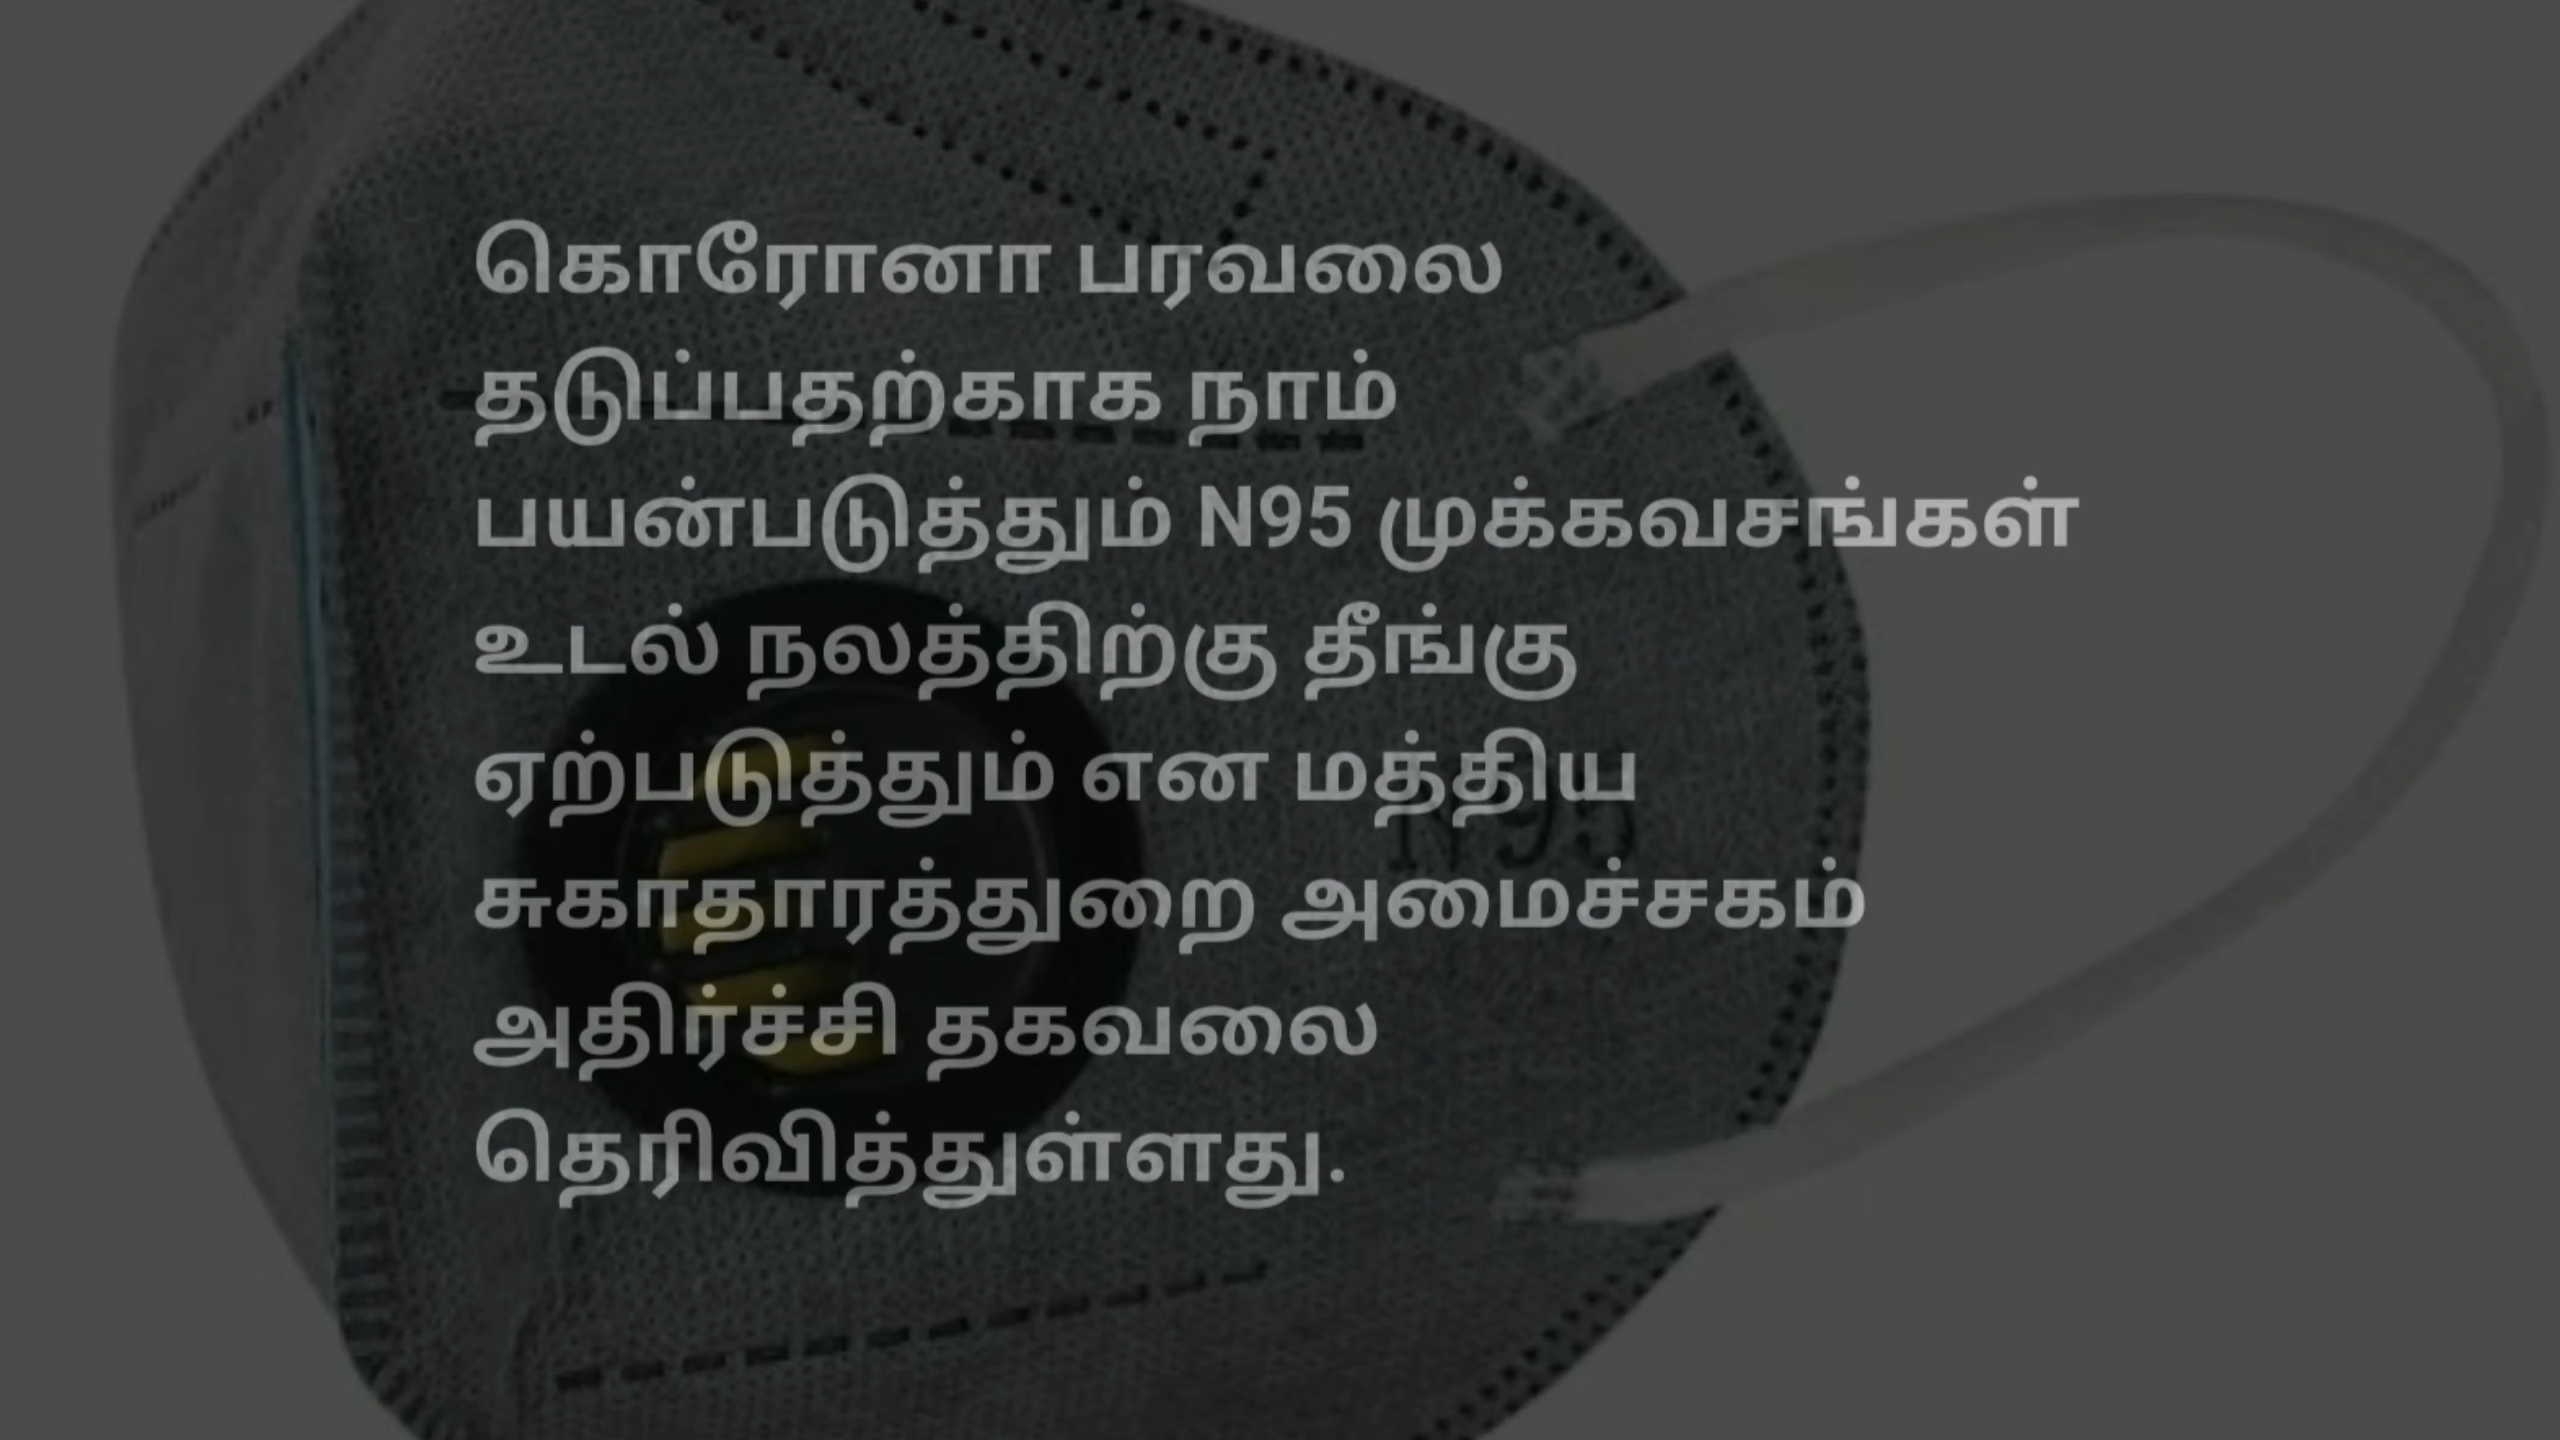 கொரோனா பரவலை
தடுப்பதற்காக நாம்
பயன்படுத்தும் N95 முக்கவசங்கள்
உடல் நலத்திற்கு தீங்கு
ஏற்படுத்தும் என மத்திய
சுகாதாரத்துறை அமைச்சகம்
அதிர்ச்சி தகவலை
தெரிவித்துள்ளது.
N95